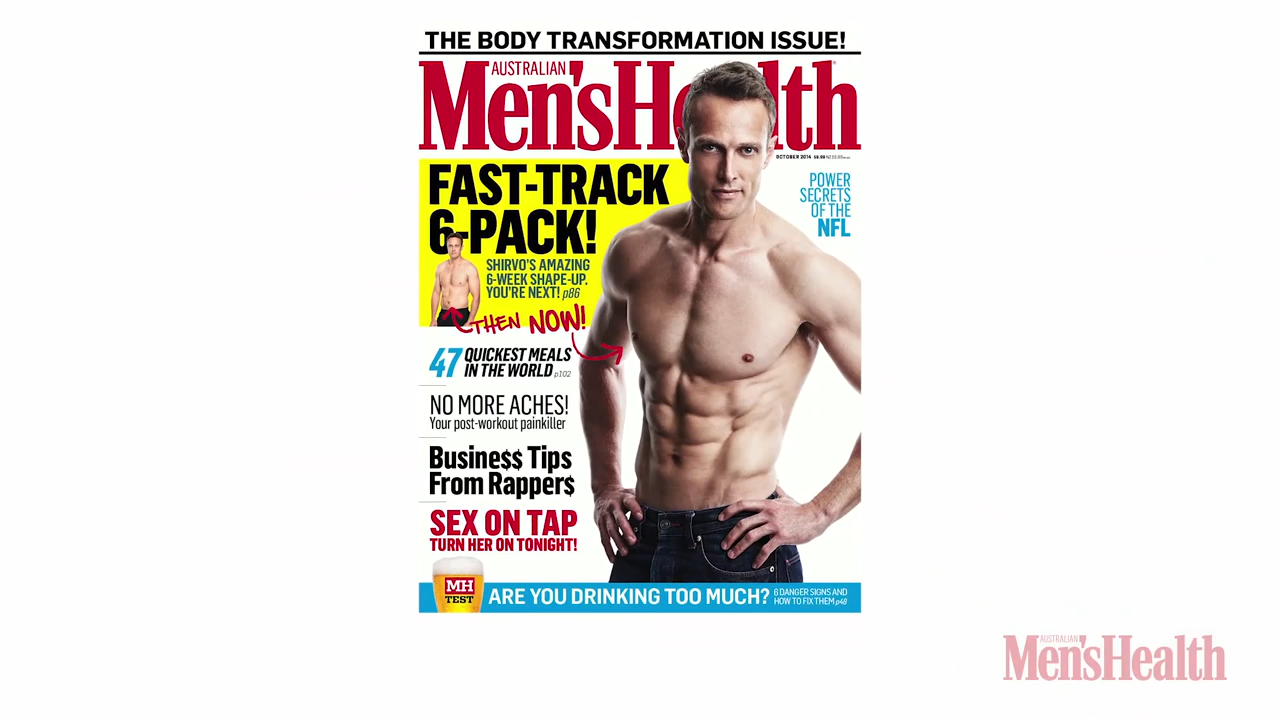 THE BODY TRANSFORMATION ISSUE!
AUSTRALIAN
Men'sHealth
OCTOBER 2014
FAST-TRACK
6-PACK!
SHIRVO'S AMAZING
6-WEEK SHAPE-UP.
YOU'RE NEXT! p86
THEN NOW!
POWER
SECRETS
OF THE
NFL
47 QUICKEST MEALS
IN THE WORLD p102
NO MORE ACHES!
Your post-workout painkiller
Busine$$ Tips
From Rapper$
SEX ON TAP
TURN HER ON TONIGHT!
MH
TEST
ARE YOU DRINKING TOO MUCH?
6 DANGER SIGNS AND
HOW TO FIX THEM p48
AUSTRALIAN
Men'sHealth